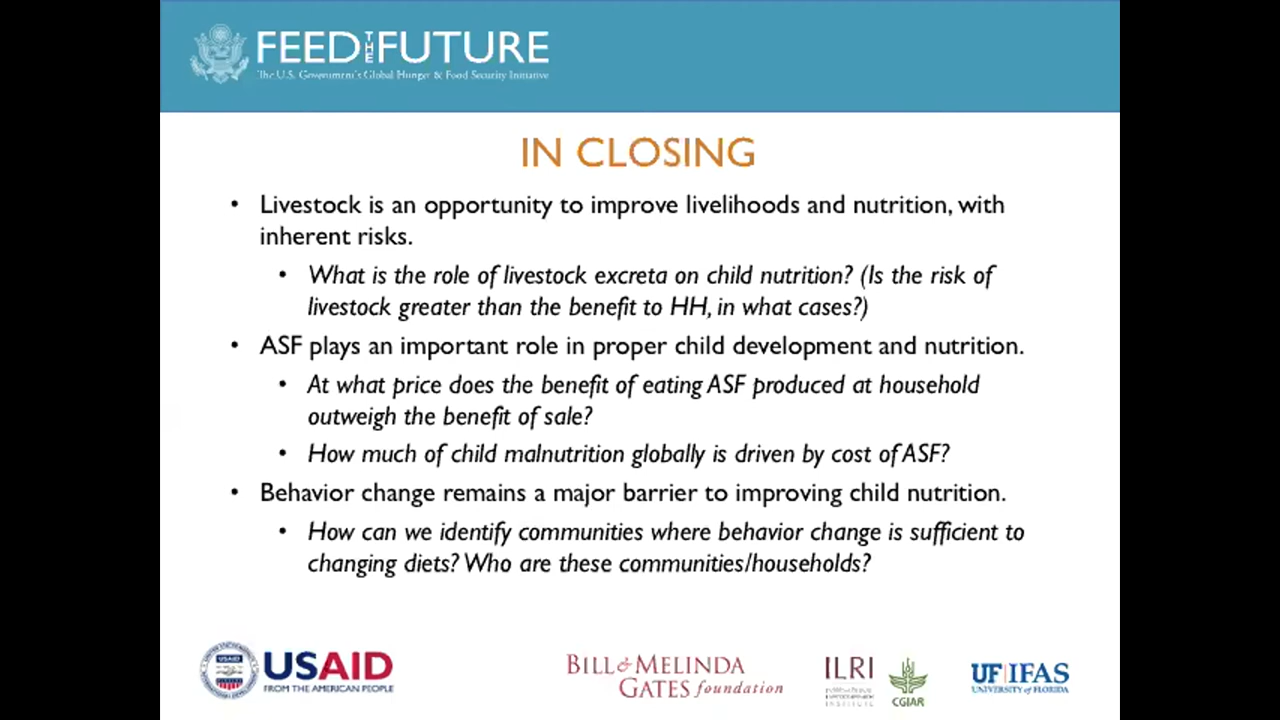 FEED THE FUTURE
The U.S. Government's Global Hunger & Food Security Initiative
IN CLOSING
• Livestock is an opportunity to improve livelihoods and nutrition, with
inherent risks.
• What is the role of livestock excreta on child nutrition? (Is the risk of
livestock greater than the benefit to HH, in what cases?)
• ASF plays an important role in proper child development and nutrition.
• At what price does the benefit of eating ASF produced at household
outweigh the benefit of sale?
• How much of child malnutrition globally is driven by cost of ASF?
• Behavior change remains a major barrier to improving child nutrition.
• How can we identify communities where behavior change is sufficient to
changing diets? Who are these communities/households?
USAID
USAID
FROM THE AMERICAN PEOPLE
BILL & MELINDA
GATES foundation
ILRI
INSTITUTE
CGIAR
UF|IFAS
UNIVERSITY of FLORIDA